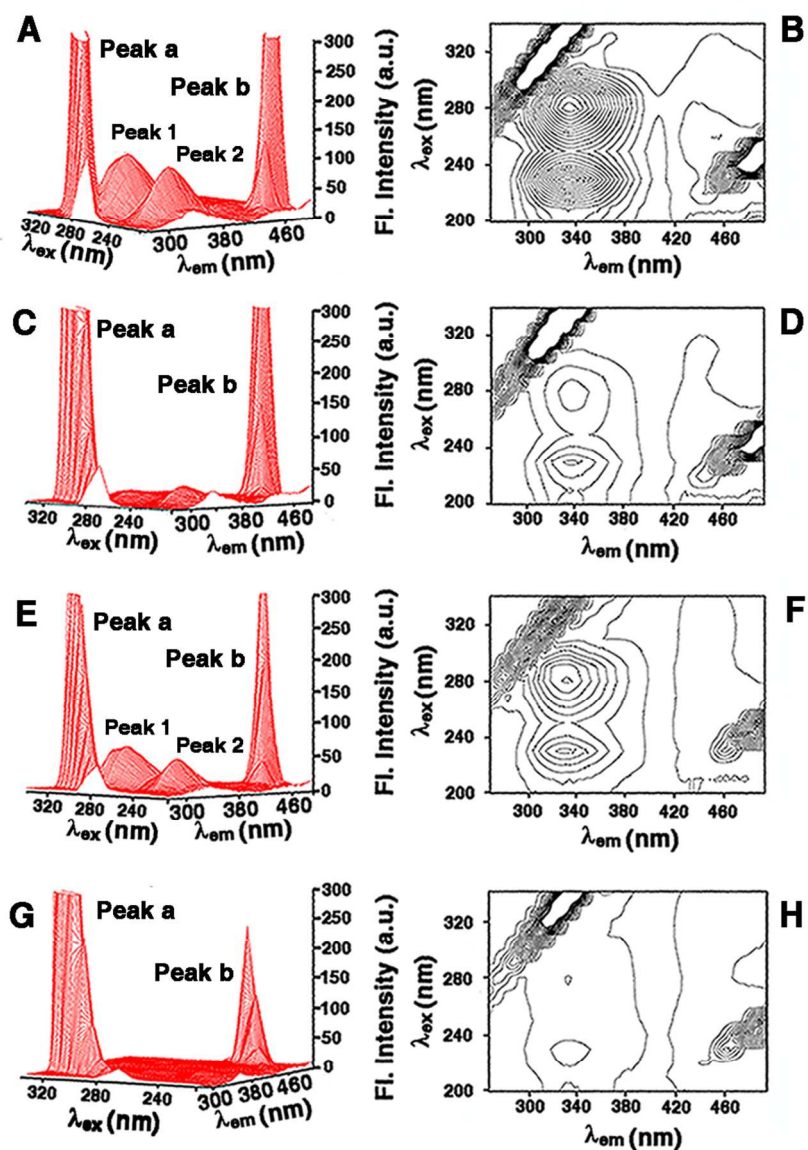 A
Peak a
Peak b
Peak 1
Peak 2
300
250
200
150
100
50
0
Fl. Intensity (a.u.)
320 280 240
300
460
λex (nm)
λem (nm)
B
320
280
240
200
λex (nm)
300 340 380 420 460
λem (nm)
C
Peak a
Peak b
300
250
200
150
100
50
0
Fl. Intensity (a.u.)
320 280 240 300 380 460
λex (nm)
λem (nm)
D
320
280
240
200
λex (nm)
300 340 380 420 460
λem (nm)
E
Peak a
Peak b
Peak 1
Peak 2
300
250
200
150
100
50
0
Fl. Intensity (a.u.)
320 280 240 300 380 460
λex (nm)
λem (nm)
F
320
280
240
200
λex (nm)
300 340 380 420 460
λem (nm)
G
Peak a
Peak b
300
250
200
150
100
50
0
Fl. Intensity (a.u.)
320 280 240 300 380 460
λex (nm)
λem (nm)
H
320
280
240
200
λex (nm)
300 340 380 420 460
λem (nm)